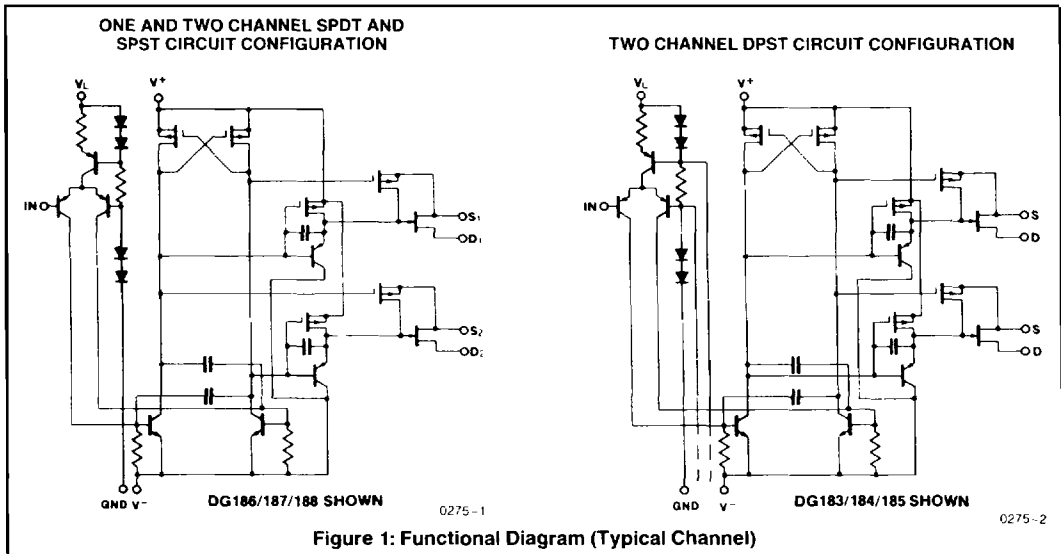 ONE AND TWO CHANNEL SPDT AND
SPST CIRCUIT CONFIGURATION
VL
V+
IN
S1
D1
S2
D2
GND
V−
DG186/187/188 SHOWN
0275-1
TWO CHANNEL DPST CIRCUIT CONFIGURATION
VL
V+
IN
S
D
S
D
GND
V−
DG183/184/185 SHOWN
0275-2
Figure 1: Functional Diagram (Typical Channel)